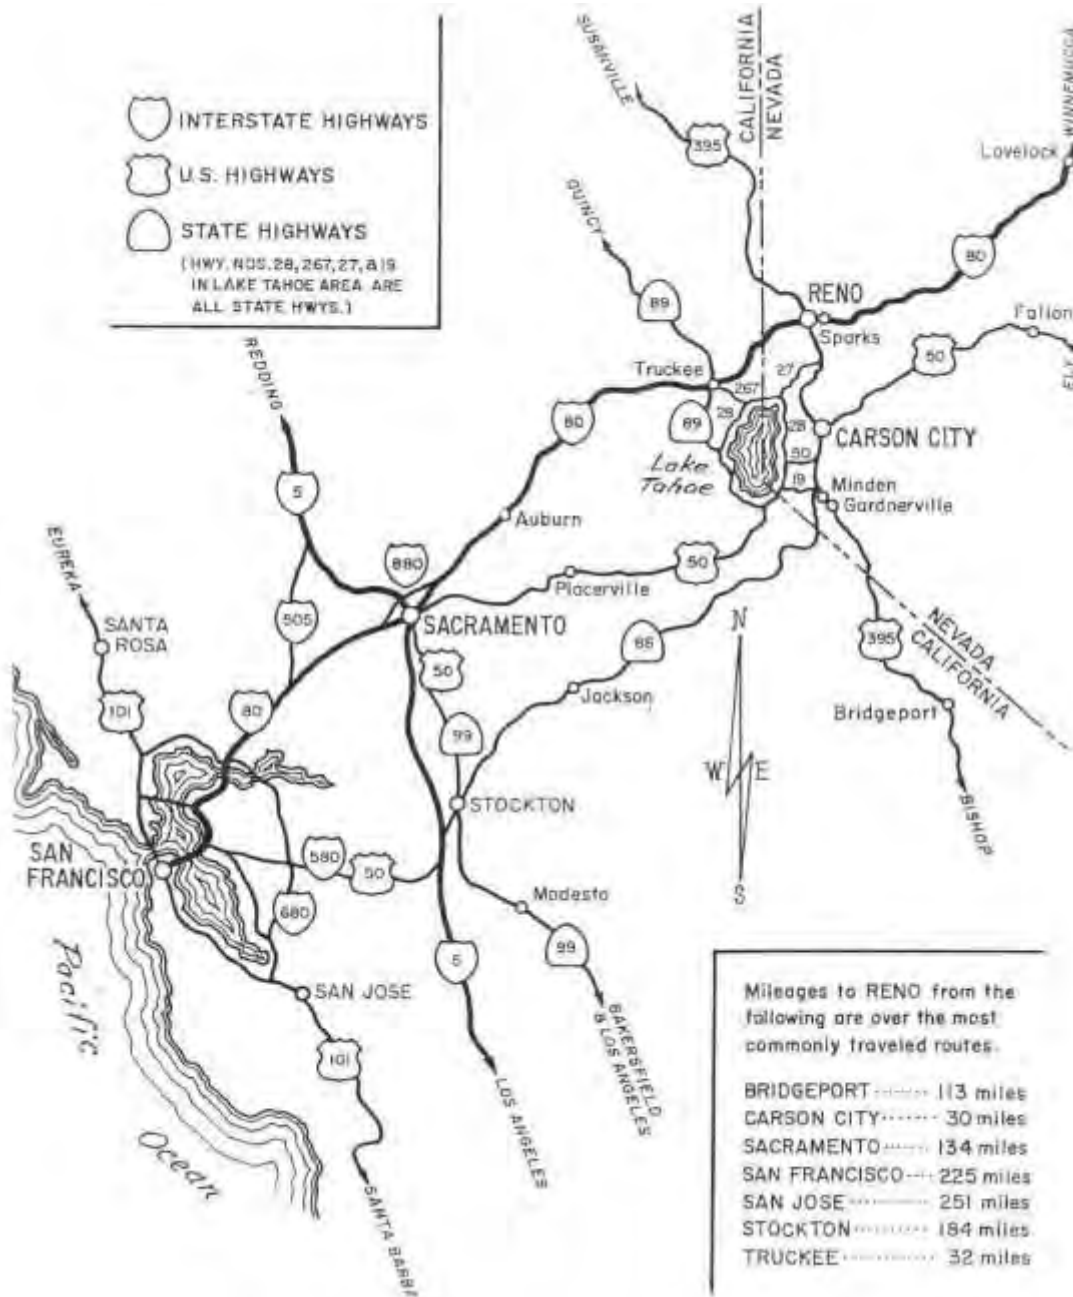 INTERSTATE HIGHWAYS
U.S. HIGHWAYS
STATE HIGHWAYS
(HWY. NOS. 28, 267, 27, & 19
IN LAKE TAHOE AREA ARE
ALL STATE HWYS.)
SUSANVILLE
CALIFORNIA
NEVADA
WINNEMUCCA
395
Lovelock
QUINCY
80
89
RENO
Sparks
Fallon
50
ELY
REDDING
Truckee
27
267
80
89
28
28
CARSON CITY
Lake
Tahoe
50
19
Minden
Gardnerville
5
Auburn
EUREKA
880
50
Placerville
SANTA
ROSA
505
SACRAMENTO
NEVADA
CALIFORNIA
N
88
395
50
Jackson
101
80
99
Bridgeport
W E
STOCKTON
BISHOP
SAN
FRANCISCO
580
50
S
Modesto
680
99
5
Pacific
Ocean
SAN JOSE
101
BAKERSFIELD
& LOS ANGELES
LOS ANGELES
SANTA BARBA
Mileages to RENO from the
following are over the most
commonly traveled routes.
BRIDGEPORT ······· 113 miles
CARSON CITY ······ 30 miles
SACRAMENTO ······ 134 miles
SAN FRANCISCO ···· 225 miles
SAN JOSE ·········· 251 miles
STOCKTON ········· 184 miles
TRUCKEE ·········· 32 miles